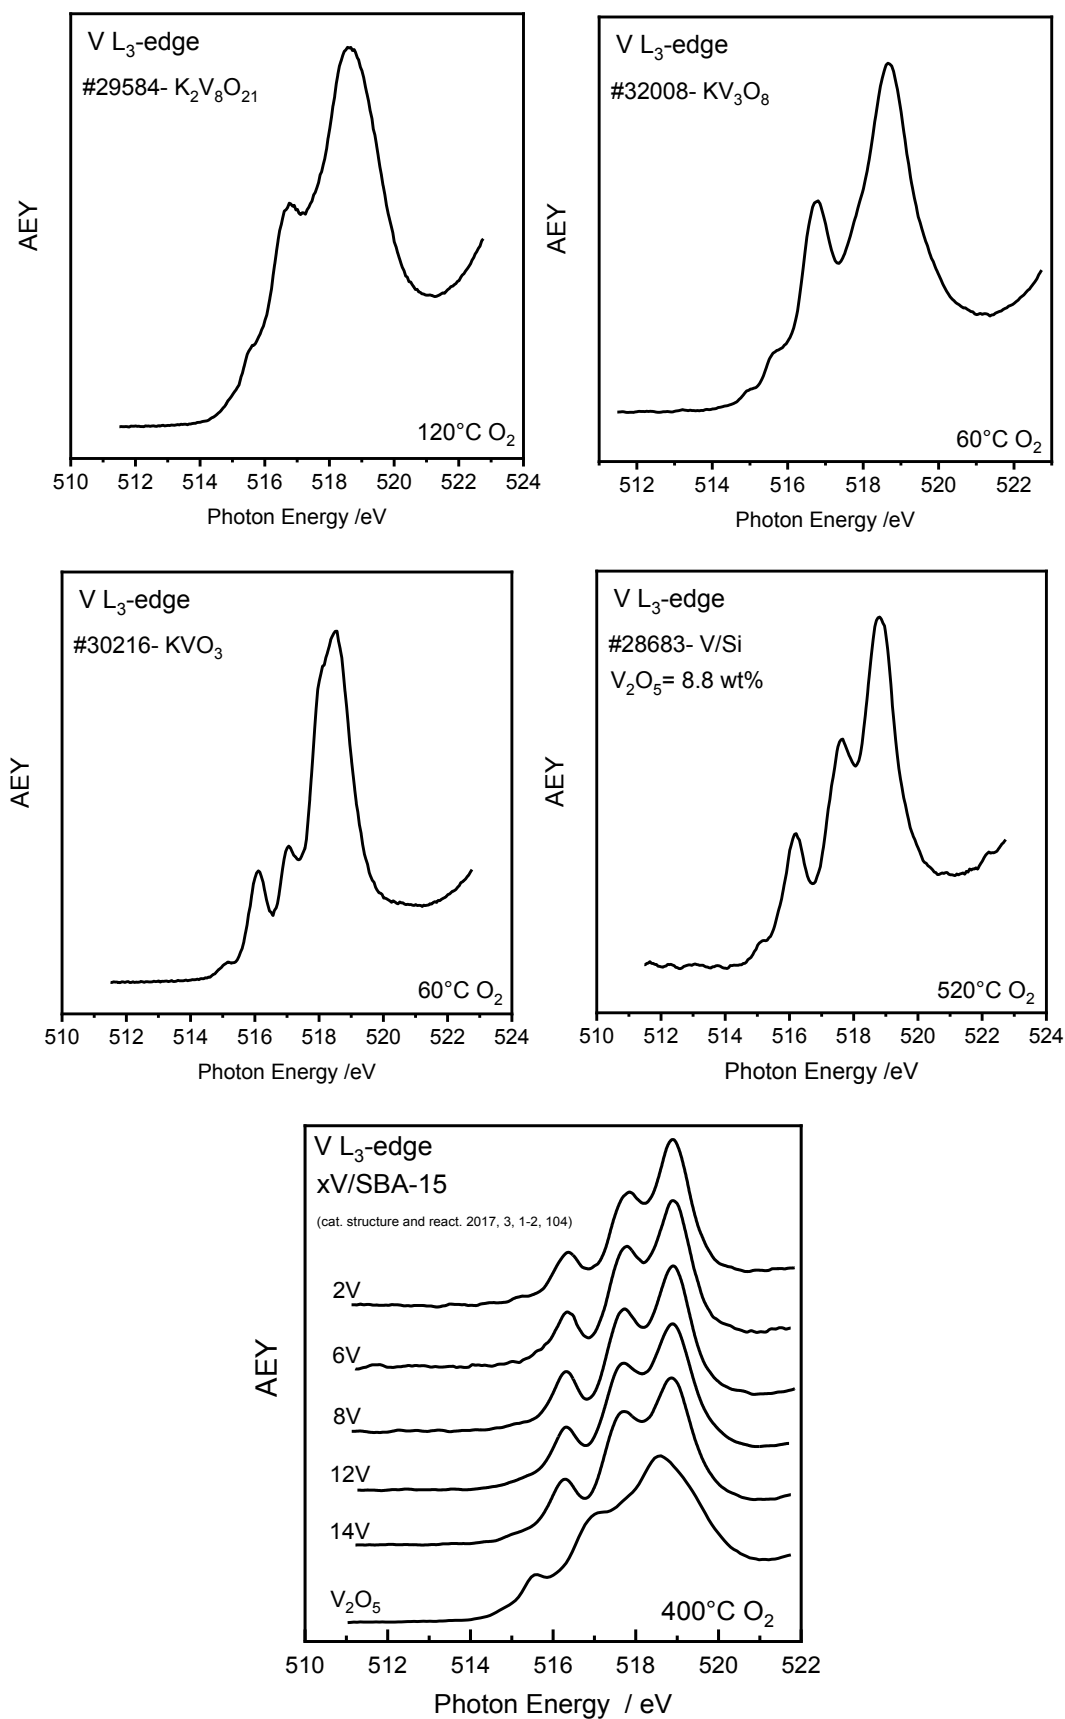 V L₃-edge
#29584- K₂V₈O₂₁
AEY
120°C O₂
510 512 514 516 518 520 522 524
Photon Energy /eV
V L₃-edge
#32008- KV₃O₈
AEY
60°C O₂
512 514 516 518 520 522
Photon Energy /eV
V L₃-edge
#30216- KVO₃
AEY
60°C O₂
510 512 514 516 518 520 522 524
Photon Energy /eV
V L₃-edge
#28683- V/Si
V₂O₅= 8.8 wt%
AEY
520°C O₂
510 512 514 516 518 520 522 524
Photon Energy /eV
V L₃-edge
xV/SBA-15
(cat. structure and react. 2017, 3, 1-2, 104)
2V
6V
AEY
8V
12V
14V
V₂O₅
400°C O₂
510 512 514 516 518 520 522
Photon Energy / eV